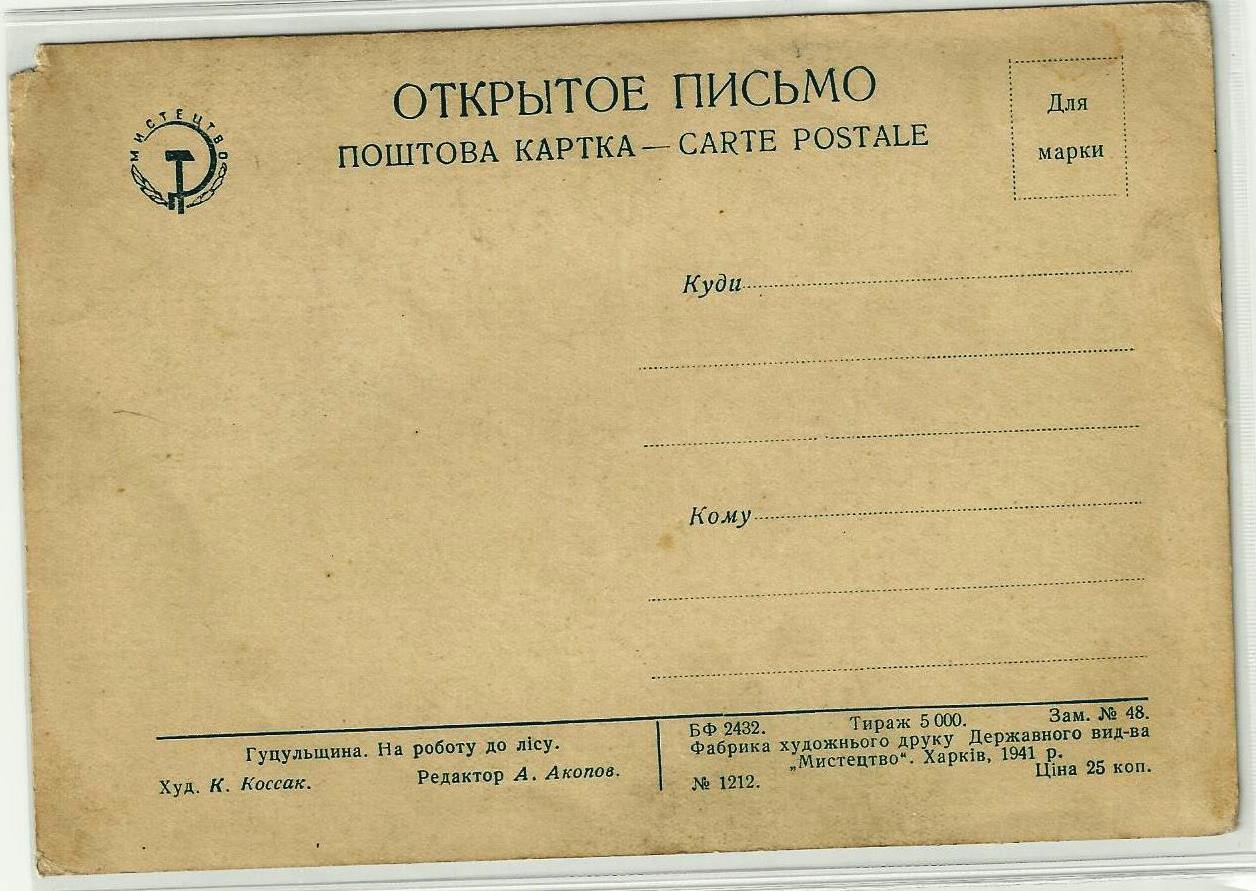 МИСТЕЦТВО
ОТКРЫТОЕ ПИСЬМО
ПОШТОВА КАРТКА — CARTE POSTALE
Для
марки
Куди
Кому
Гуцульщина. На роботу до лісу.
Худ. К. Коссак. Редактор А. Акопов.
БФ 2432. Тираж 5 000. Зам. № 48.
Фабрика художнього друку Державного вид-ва
„Мистецтво“. Харків, 1941 р.
№ 1212. Ціна 25 коп.